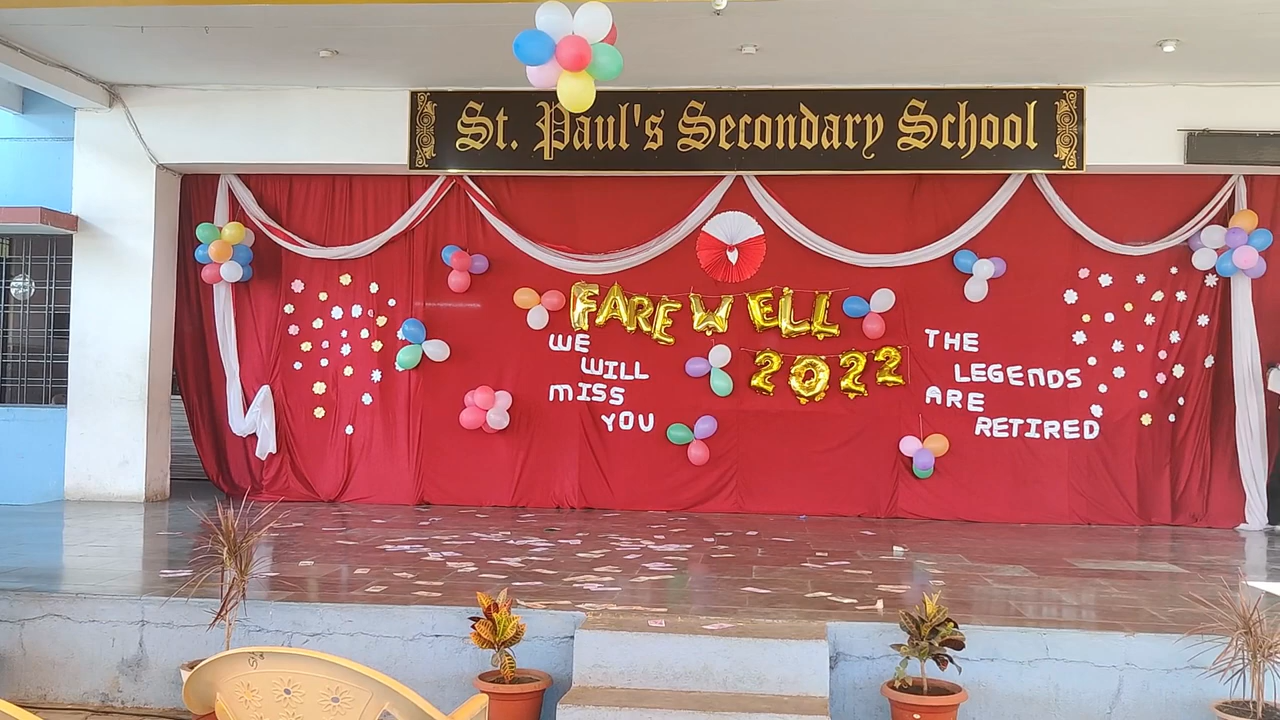 St. Paul's Secondary School
FAREWELL
2022
WE
WILL
MISS
YOU
THE
LEGENDS
ARE
RETIRED